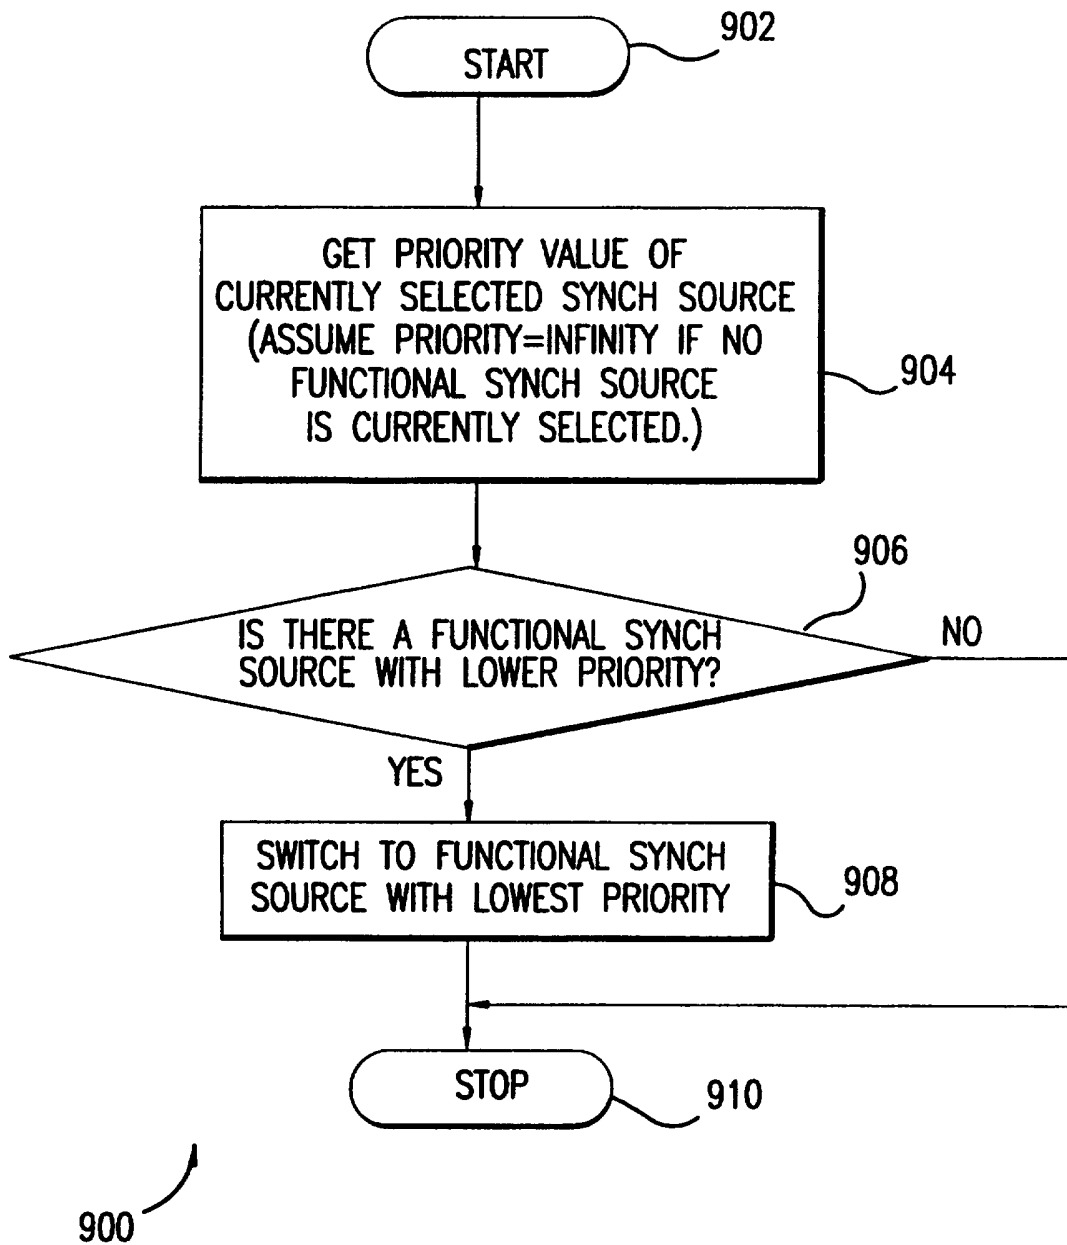 902
START
GET PRIORITY VALUE OF
CURRENTLY SELECTED SYNCH SOURCE
(ASSUME PRIORITY=INFINITY IF NO
FUNCTIONAL SYNCH SOURCE
IS CURRENTLY SELECTED.)
904
906
IS THERE A FUNCTIONAL SYNCH
SOURCE WITH LOWER PRIORITY?
NO
YES
SWITCH TO FUNCTIONAL SYNCH
SOURCE WITH LOWEST PRIORITY
908
STOP
910
900